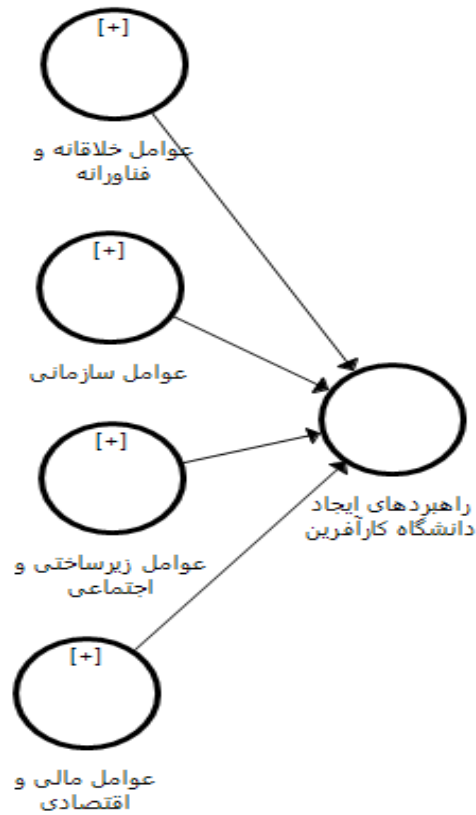 [+]
عوامل خلاقانه و
فناورانه
[+]
عوامل سازمانی
[+]
عوامل زیرساختی و
اجتماعی
[+]
عوامل مالی و
اقتصادی
راهبردهای ایجاد
دانشگاه کارآفرین